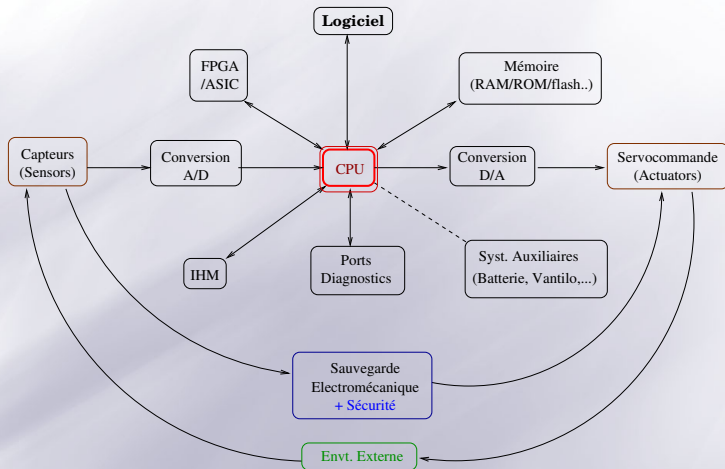 Logiciel
FPGA
/ASIC
Mémoire
(RAM/ROM/flash..)
Capteurs
(Sensors)
Conversion
A/D
CPU
Conversion
D/A
Servocommande
(Actuators)
IHM
Ports
Diagnostics
Syst. Auxiliaires
(Batterie, Vantilo,...)
Sauvegarde
Electromécanique
+ Sécurité
Envt. Externe